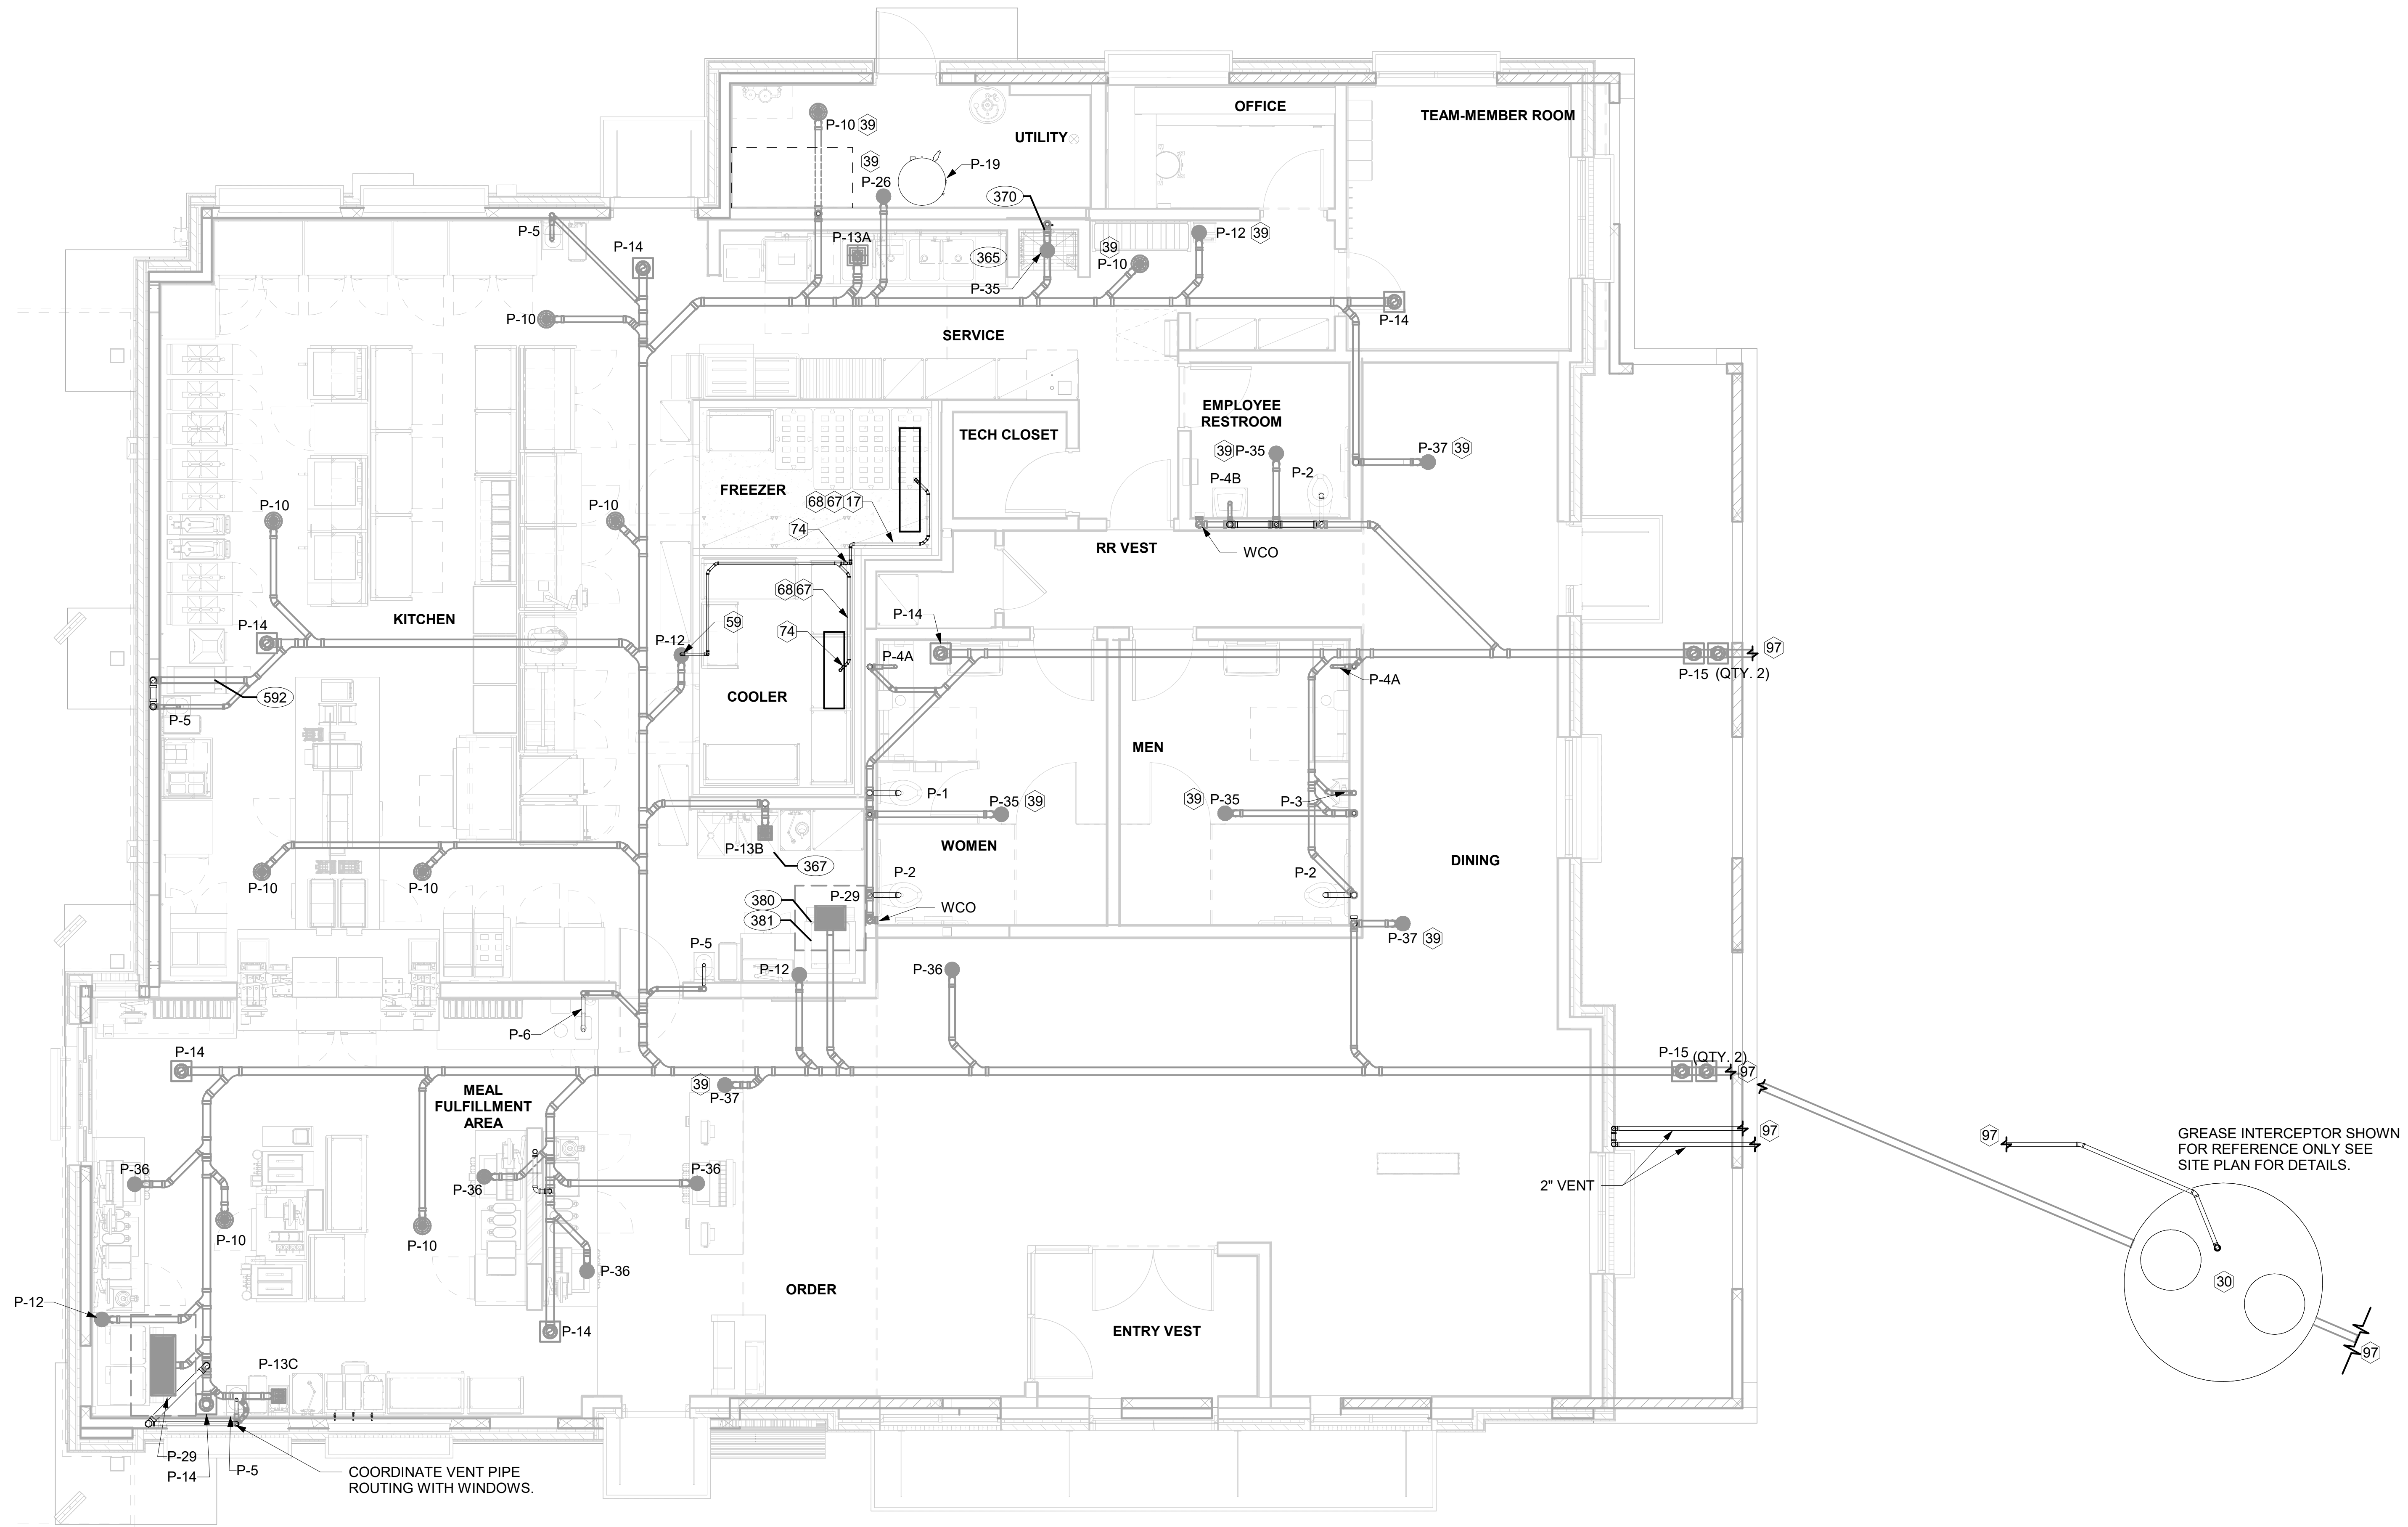 OFFICE
TEAM-MEMBER ROOM
P-10 39
UTILITY
39
P-19
P-26
370
P-5
P-14
P-13A
365
39
P-12 39
P-10
P-35
P-10
P-14
SERVICE
EMPLOYEE
RESTROOM
TECH CLOSET
39 P-35
P-37 39
P-2
P-4B
FREEZER
68 67 17
P-10
P-10
74
RR VEST
WCO
68 67
KITCHEN
P-14
59
P-14
P-12
74
97
P-4A
P-4A
P-15 (QTY. 2)
592
COOLER
P-5
MEN
P-1
P-35 39
39 P-35
P-3
P-13B
WOMEN
367
DINING
P-10
P-10
P-2
P-2
P-29
380
WCO
381
P-5
P-37 39
P-12
P-36
P-6
P-14
P-15 (QTY. 2)
97
39
P-37
MEAL
FULFILLMENT
AREA
97
97
GREASE INTERCEPTOR SHOWN
FOR REFERENCE ONLY SEE
SITE PLAN FOR DETAILS.
P-36
P-36
P-36
2" VENT
P-10
P-10
P-36
30
ORDER
P-12
ENTRY VEST
P-14
97
P-13C
P-29
P-14
P-5
COORDINATE VENT PIPE
ROUTING WITH WINDOWS.